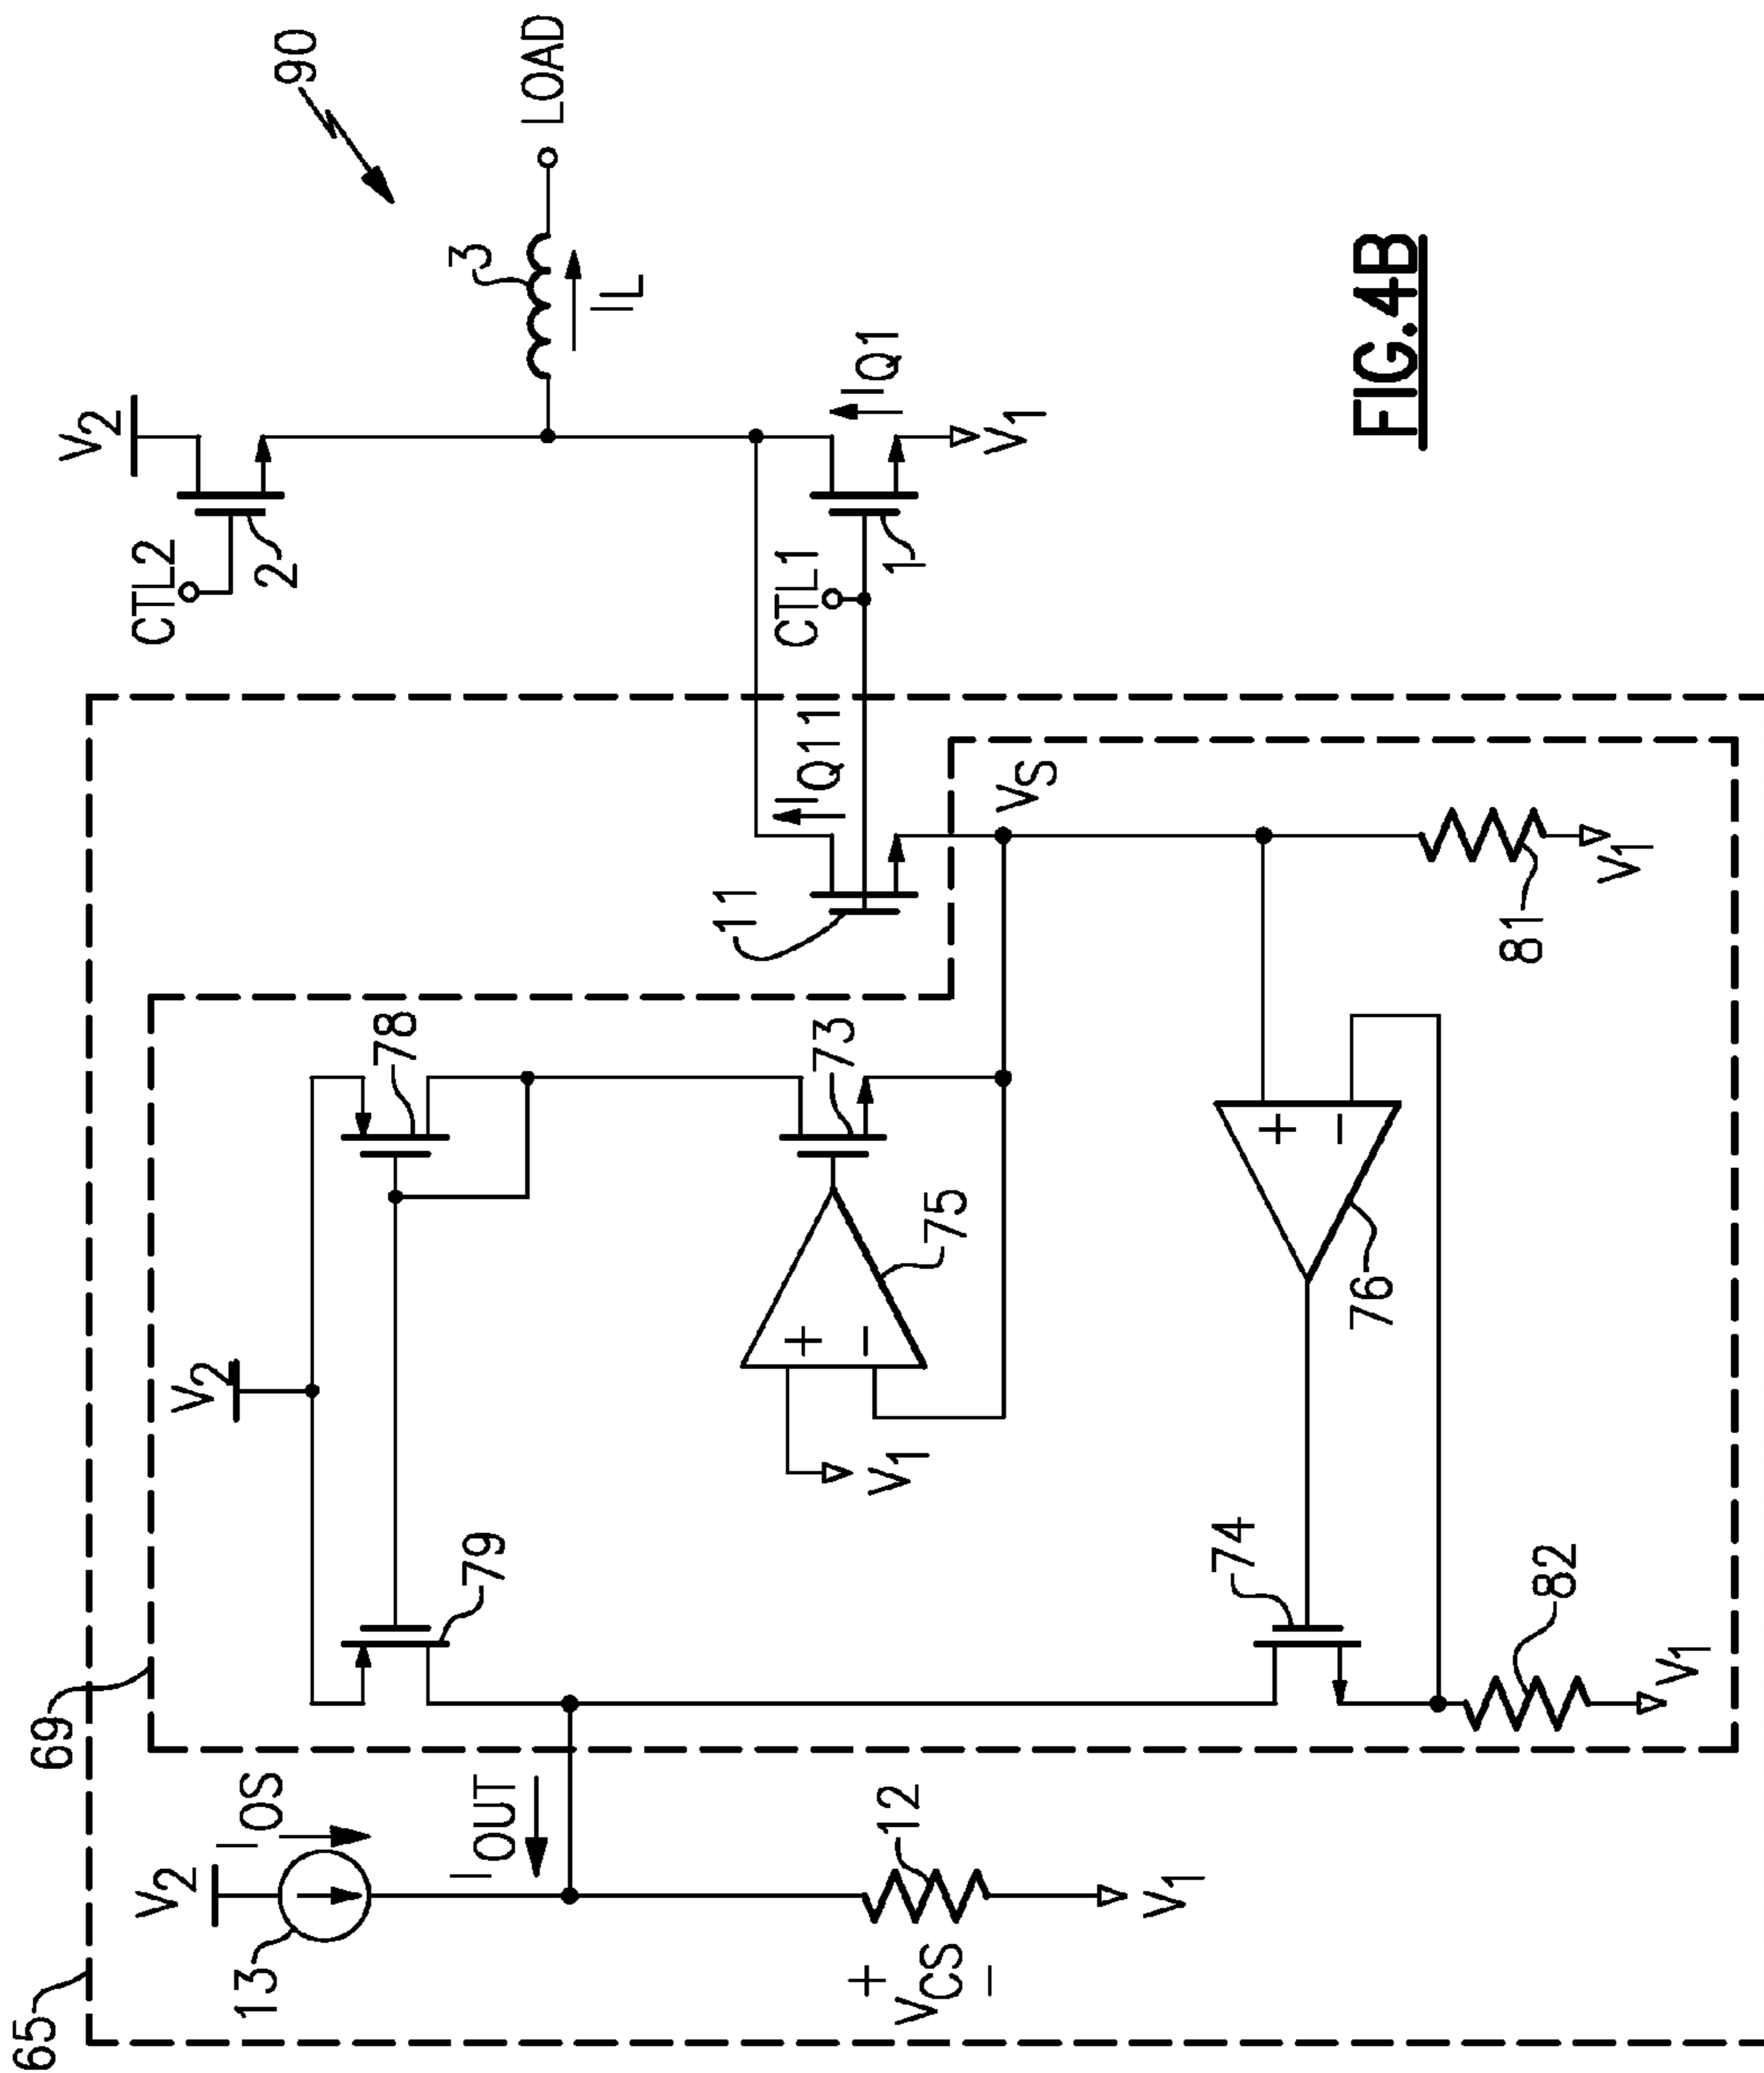 65
69
V2
IOS
13
IOUT
12
+
VCS
−
V1
V2
79
78
73
75
+
−
V1
74
82
V1
76
+
−
81
V1
VS
11
IQ11
CTL2
2
V2
CTL1
1
IQ1
V1
3
IL
LOAD
90
FIG.4B